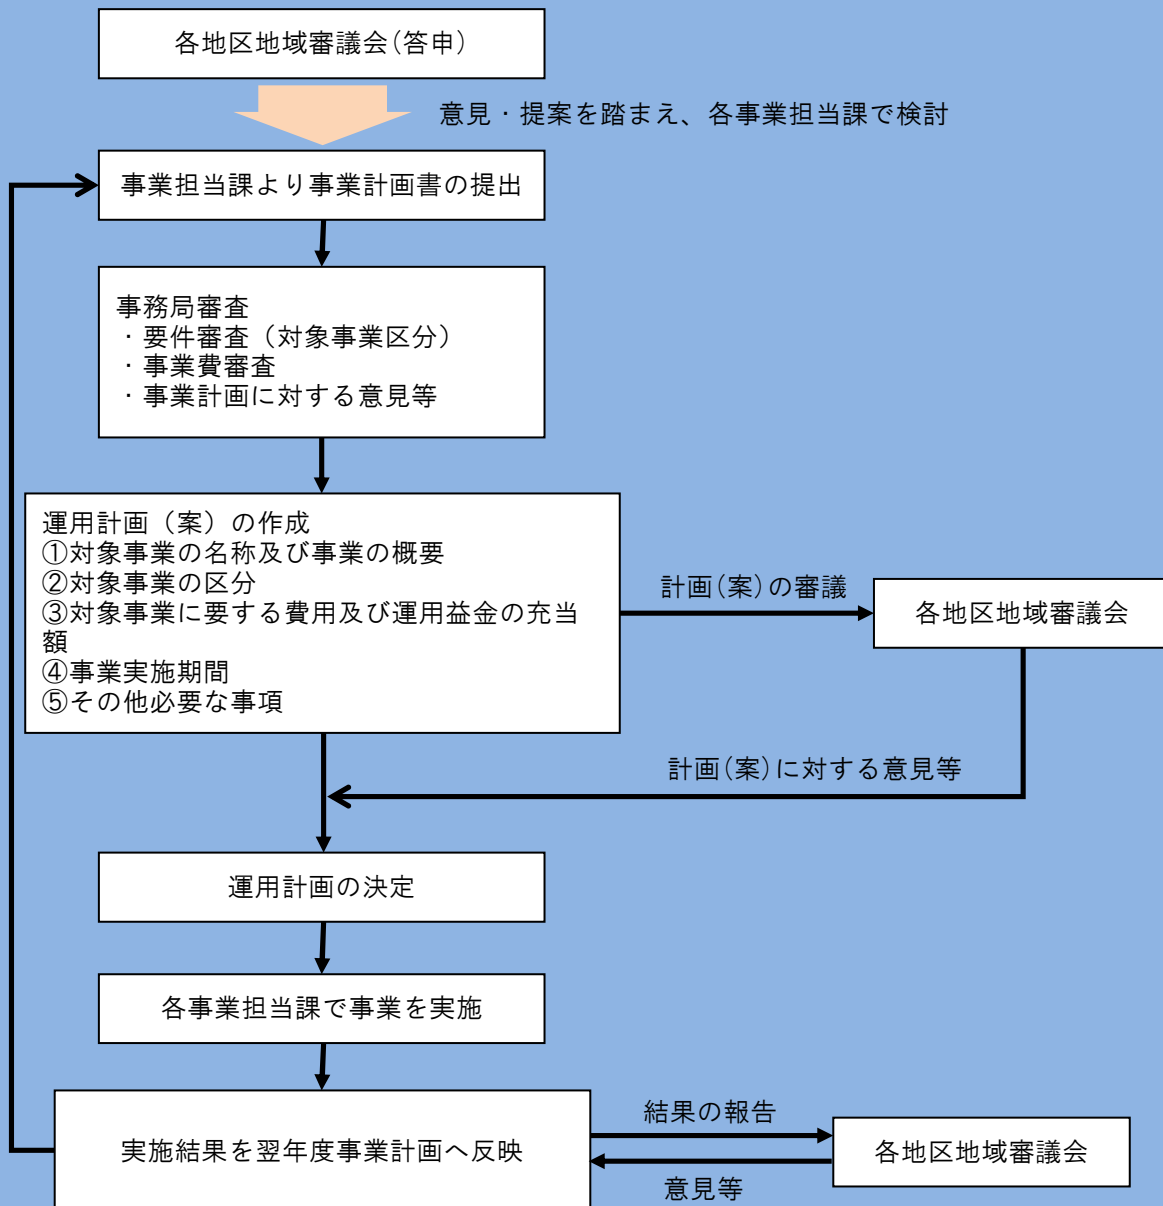 各地区地域審議会(答申)
意見・提案を踏まえ、各事業担当課で検討
事業担当課より事業計画書の提出
事務局審査
・要件審査（対象事業区分）
・事業費審査
・事業計画に対する意見等
運用計画（案）の作成
①対象事業の名称及び事業の概要
②対象事業の区分
③対象事業に要する費用及び運用益金の充当
額
④事業実施期間
⑤その他必要な事項
計画(案)の審議
各地区地域審議会
計画(案)に対する意見等
運用計画の決定
各事業担当課で事業を実施
実施結果を翌年度事業計画へ反映
結果の報告
各地区地域審議会
意見等